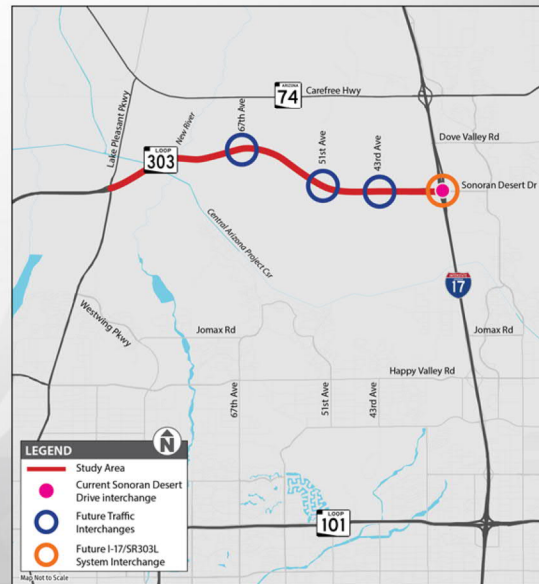 ARIZONA
74
Carefree Hwy
Lake Pleasant Pkwy
New River
67th Ave
LOOP
303
51st Ave
43rd Ave
Dove Valley Rd
Sonoran Desert Dr
Central Arizona Project Csr
INTERSTATE
17
Westwing Pkwy
Jomax Rd
Jomax Rd
Happy Valley Rd
67th Ave
51st Ave
43rd Ave
N
LEGEND
Study Area
Current Sonoran Desert
Drive interchange
Future Traffic
Interchanges
Future I-17/SR303L
System Interchange
Map Not to Scale
LOOP
101